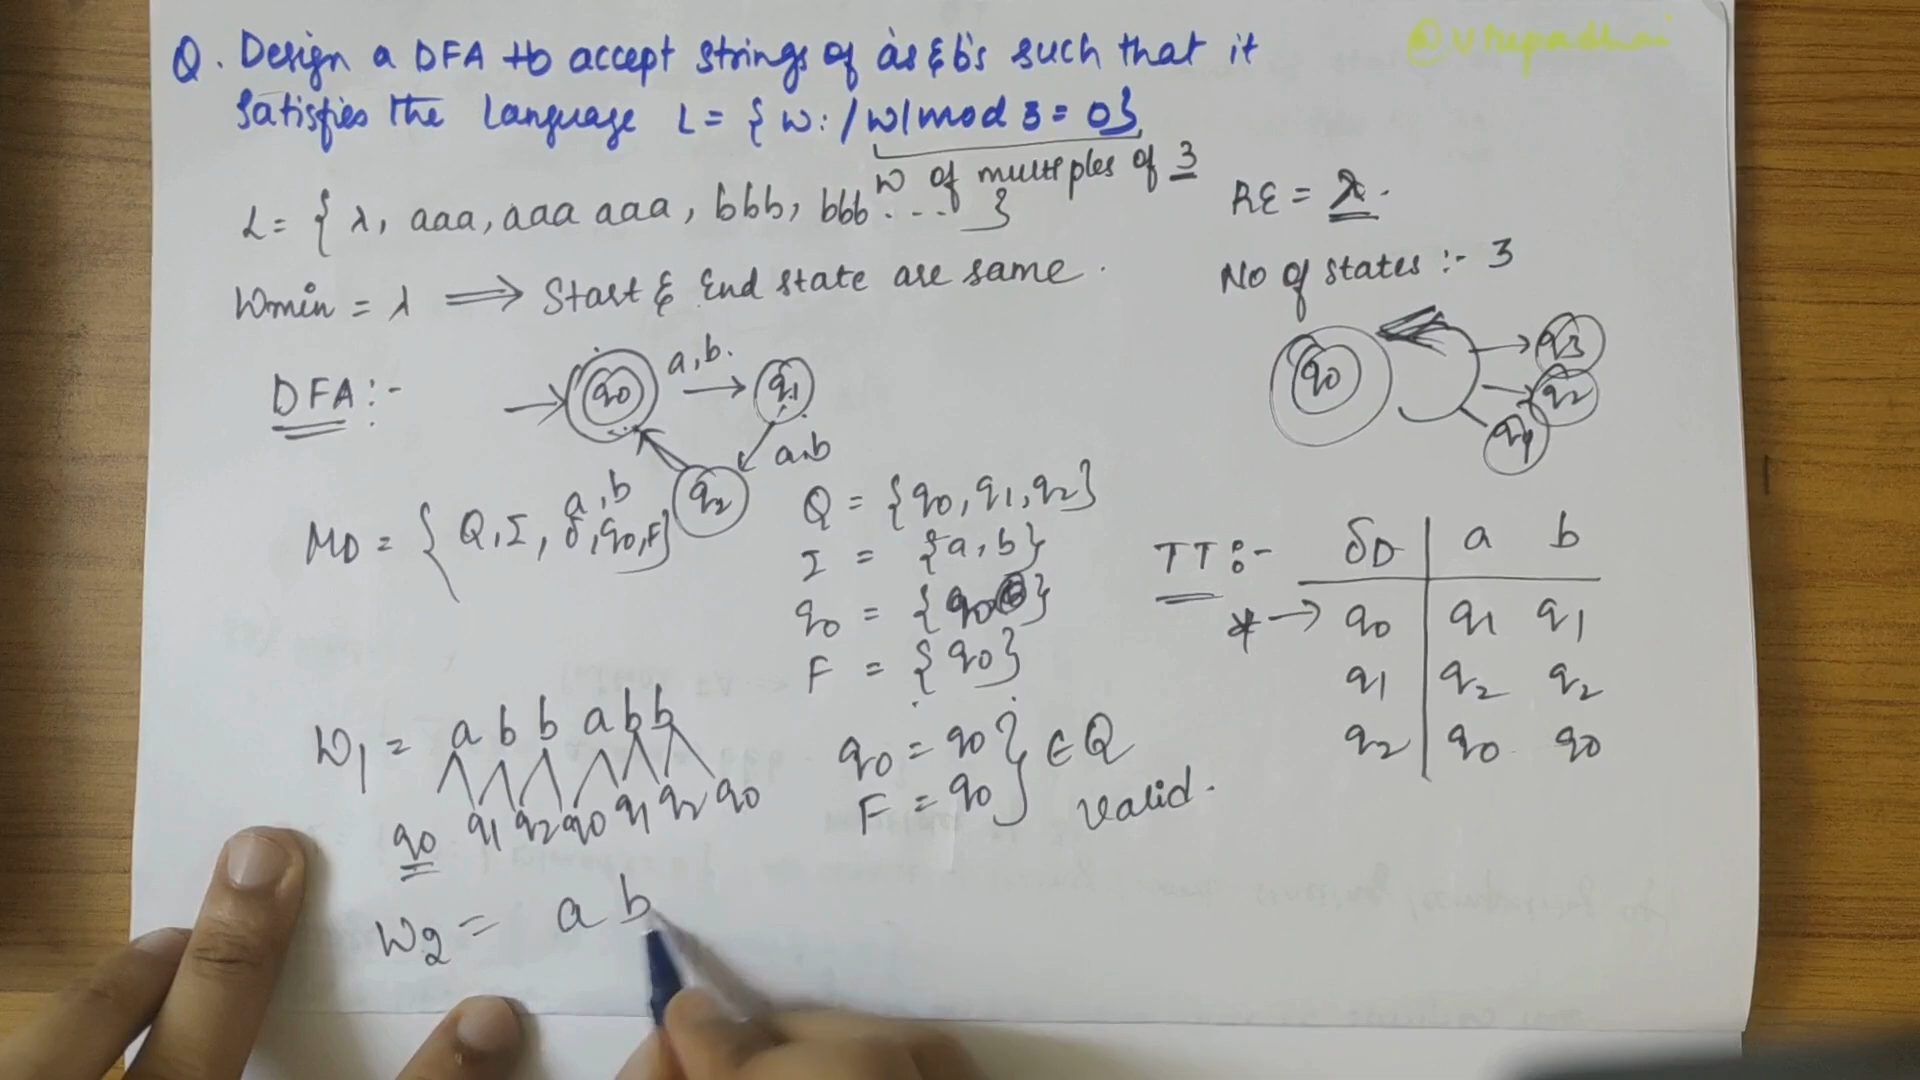 Q. Design a DFA to accept strings of a's & b's such that it
satisfies the Language L = { w: |w| mod 3 = 0}
w of multiples of 3
L = { λ, aaa, aaa aaa, bbb, bbb . . . . }
RE = λ.
Wmin = λ ⟹ Start & End state are same .
No of states :- 3
DFA :-
q0
a,b.
q1
a,b
q2
a,b
q0
q3
q2
MD = { Q, Σ, δ, q0, F}
Q = {q0, q1, q2}
Σ = {a, b}
q0 = {q0}
F = {q0}
TT :-
δD | a b
* → q0 | q1 q1
q1 | q2 q2
q2 | q0 q0
W1 = a b b a b b
q0 q1 q2 q0 q1 q2 q0
q0 = q0 } ∈ Q
F = q0
valid.
W2 = a b